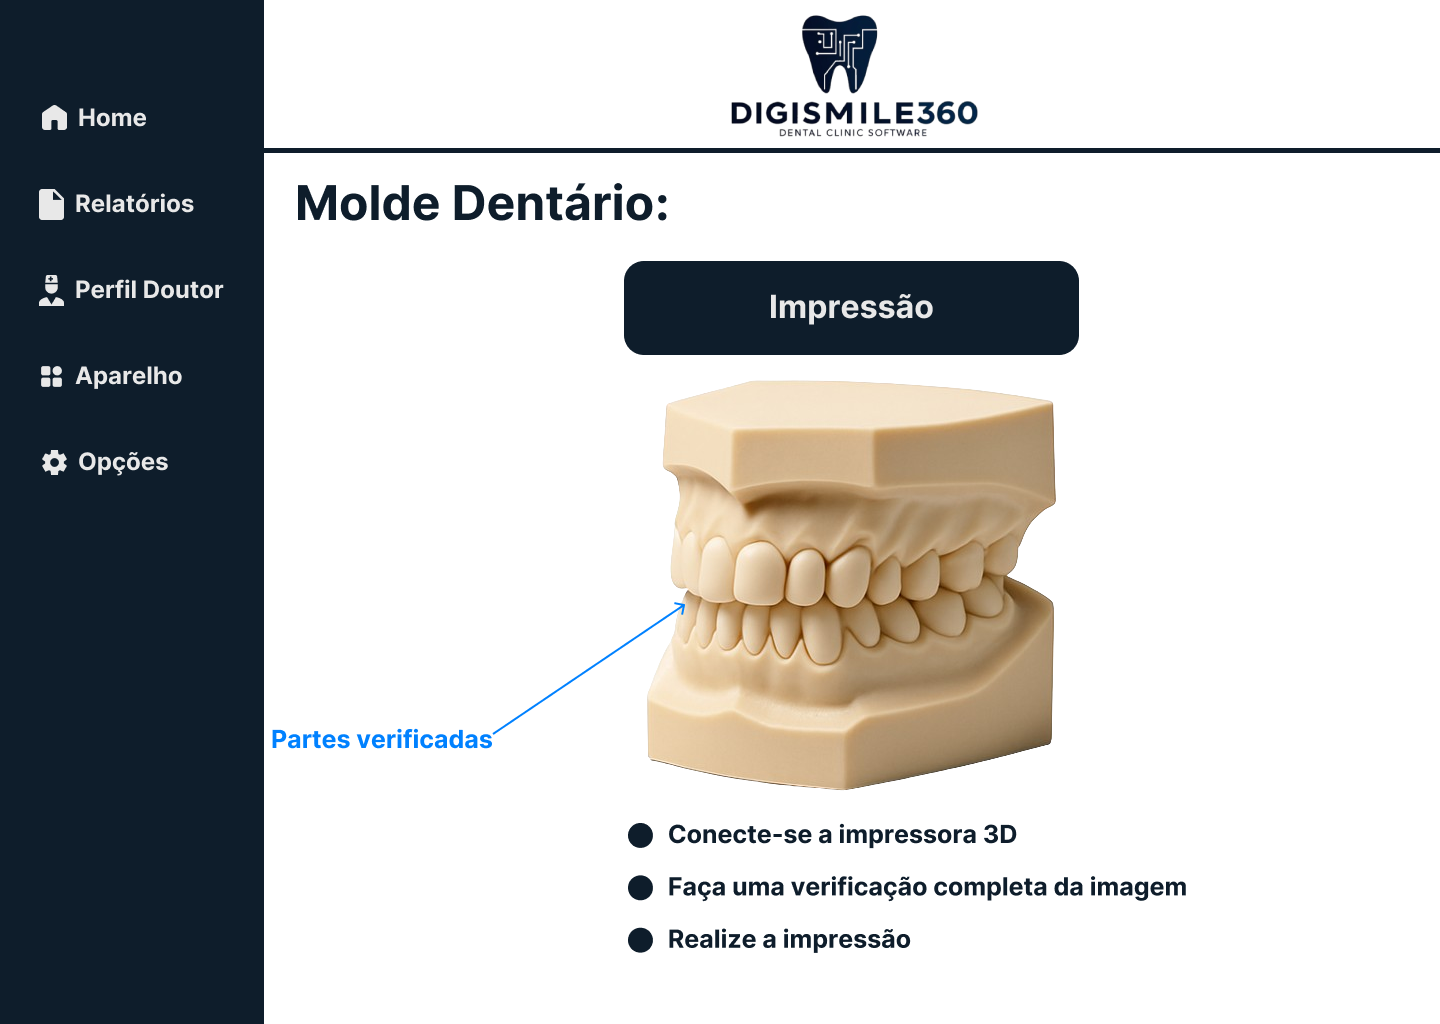 DIGISMILE360
DENTAL CLINIC SOFTWARE
Home
Relatórios
Perfil Doutor
Aparelho
Opções
Molde Dentário:
Impressão
Partes verificadas
Conecte-se a impressora 3D
Faça uma verificação completa da imagem
Realize a impressão